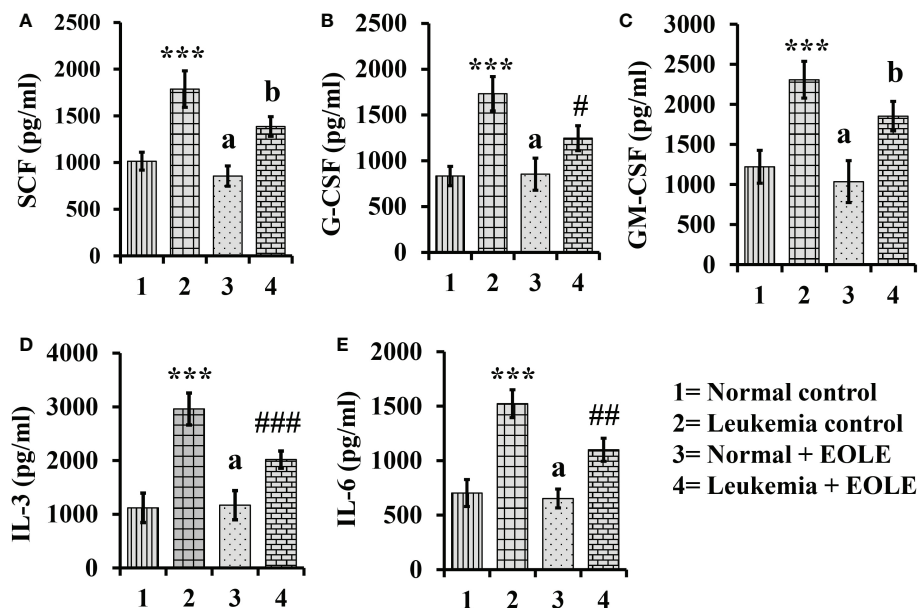 A
SCF (pg/ml)
2500
2000
1500
1000
500
0
***
a
b
1 2 3 4
B
G-CSF (pg/ml)
2500
2000
1500
1000
500
0
***
a
#
1 2 3 4
C
GM-CSF (pg/ml)
3000
2500
2000
1500
1000
500
0
***
a
b
1 2 3 4
D
IL-3 (pg/ml)
4000
3000
2000
1000
0
***
a
###
1 2 3 4
E
IL-6 (pg/ml)
2000
1500
1000
500
0
***
a
##
1 2 3 4
1= Normal control
2= Leukemia control
3= Normal + EOLE
4= Leukemia + EOLE